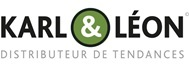 KARL & LÉON
DISTRIBUTEUR DE TENDANCES